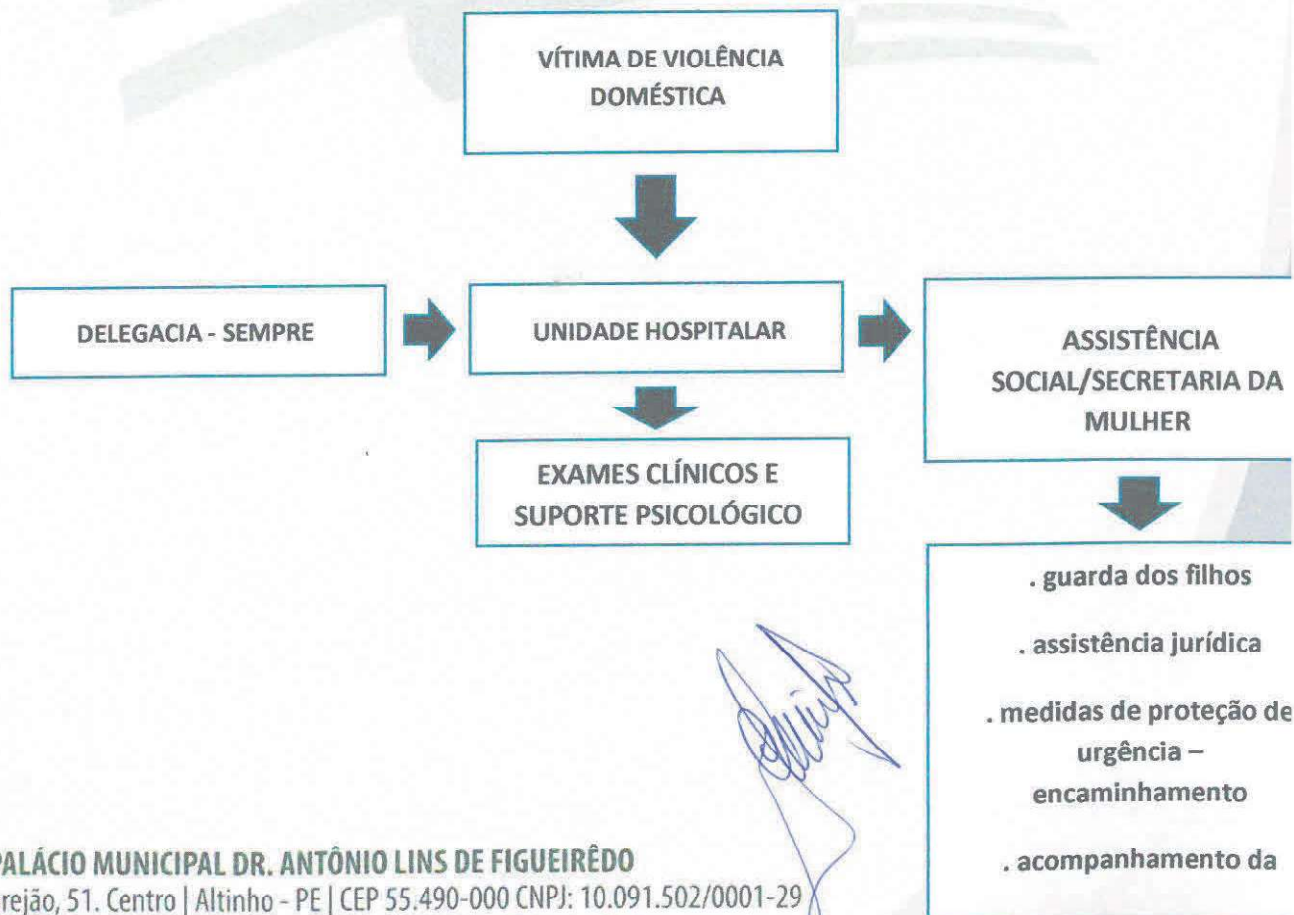 VÍTIMA DE VIOLÊNCIA
DOMÉSTICA
DELEGACIA - SEMPRE
UNIDADE HOSPITALAR
ASSISTÊNCIA
SOCIAL/SECRETARIA DA
MULHER
EXAMES CLÍNICOS E
SUPORTE PSICOLÓGICO
. guarda dos filhos
. assistência jurídica
. medidas de proteção de
urgência –
encaminhamento
. acompanhamento da
PALÁCIO MUNICIPAL DR. ANTÔNIO LINS DE FIGUEIRÊDO
rejão, 51. Centro | Altinho - PE | CEP 55.490-000 CNPJ: 10.091.502/0001-29